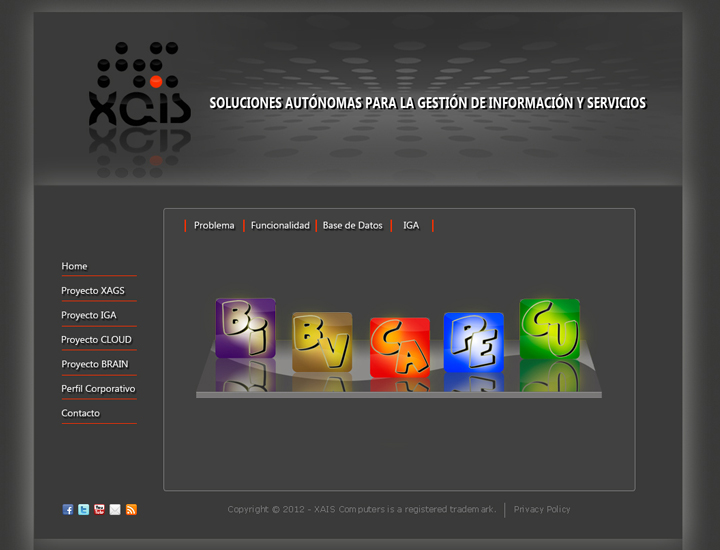 XAIS
SOLUCIONES AUTÓNOMAS PARA LA GESTIÓN DE INFORMACIÓN Y SERVICIOS
Problema Funcionalidad Base de Datos IGA
Home
Proyecto XAGS
Proyecto IGA
Proyecto CLOUD
Proyecto BRAIN
Perfil Corporativo
Contacto
Bi BV CA PE CU
Copyright © 2012 - XAIS Computers is a registered trademark. Privacy Policy